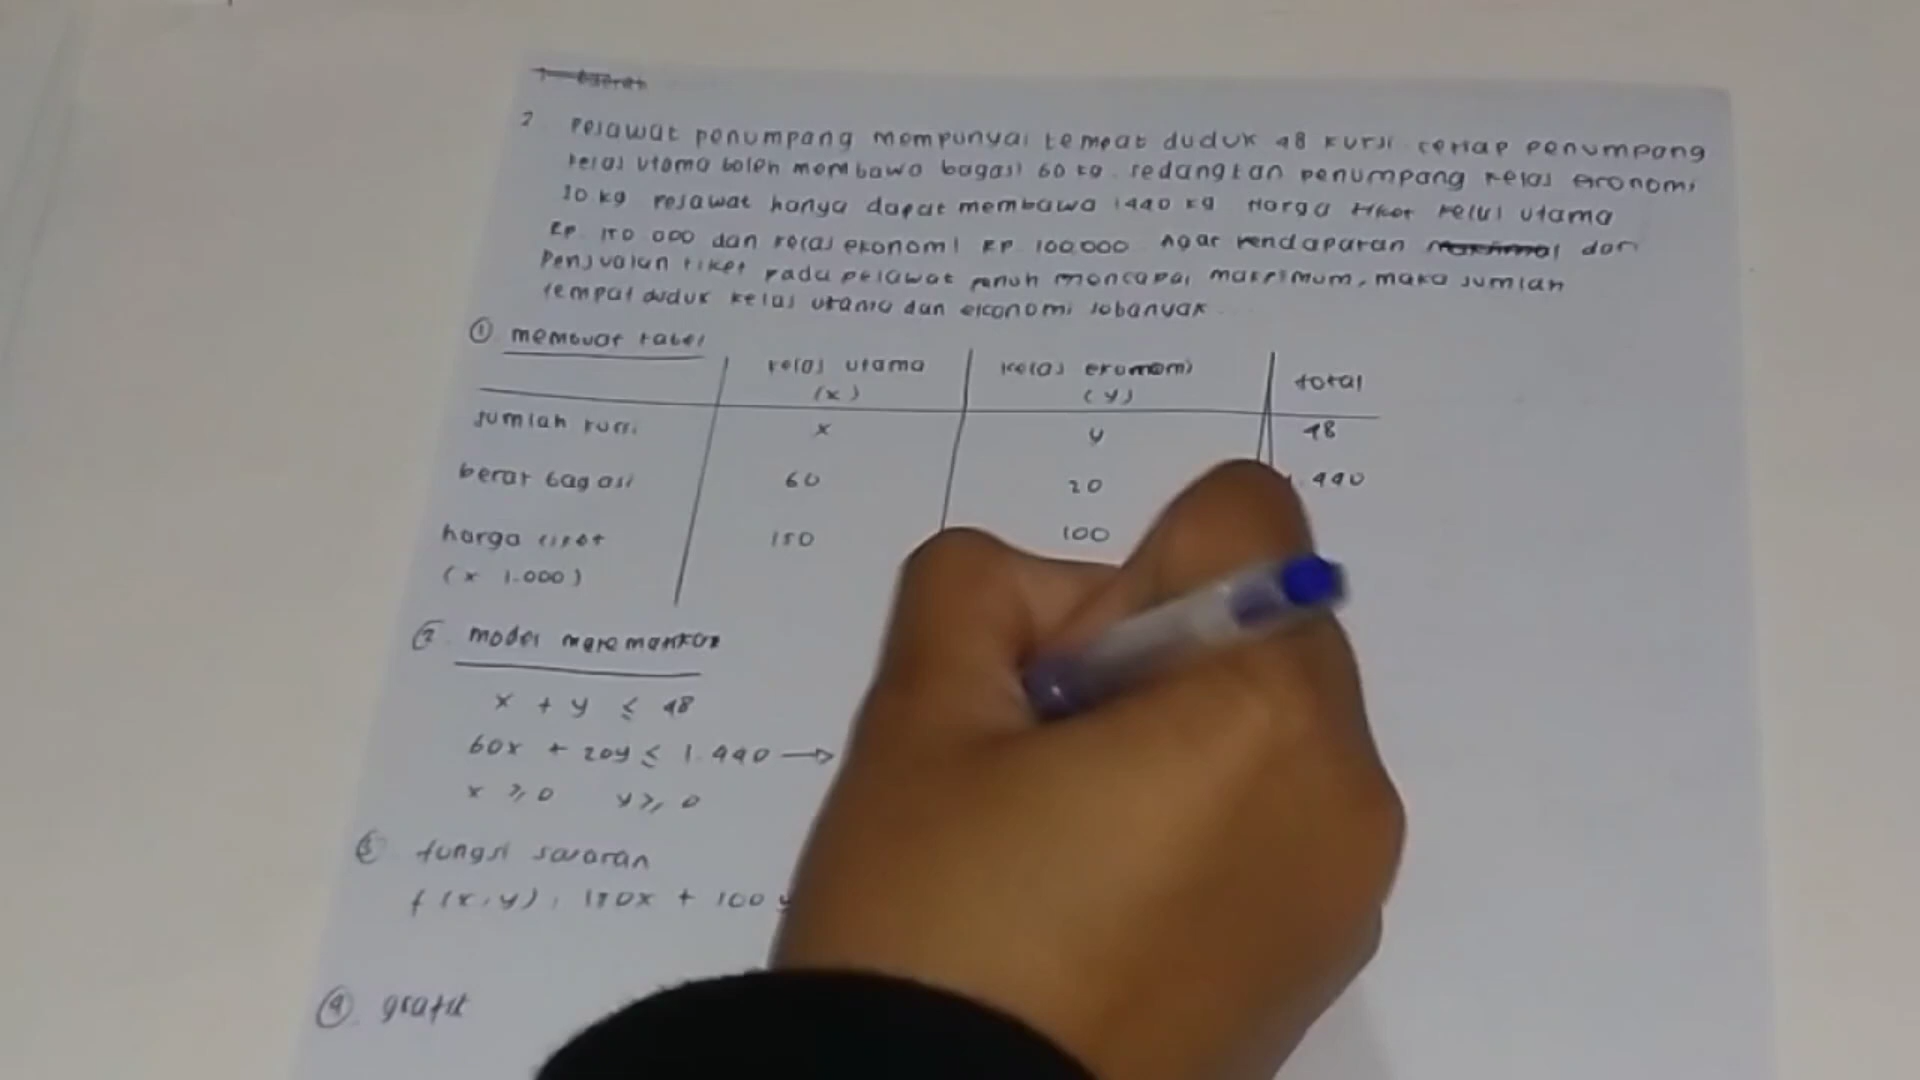 2. Pesawat penumpang mempunyai tempat duduk 48 kursi setiap penumpang
kelas utama boleh membawa bagasi 60 kg. sedangkan penumpang kelas ekonomi
20 kg pesawat hanya dapat membawa 1440 kg Harga tiket kelas utama
Rp. 150 000 dan kelas ekonomi Rp. 100.000 Agar pendapatan dari
Penjualan tiket pada pesawat penuh mencapai maksimum, maka jumlah
tempat duduk kelas utama dan ekonomi sebanyak
① membuat tabel
kelas utama kelas ekonomi total
(x) (y)
Jumlah kursi x y 48
berat bagasi 60 20 .440
harga tiket 150 100
(x 1.000)
② model matematika
x + y ≤ 48
60x + 20y ≤ 1.440 →
x ≥ 0 y ≥ 0
③ fungsi sasaran
f (x,y) : 150x + 100 y
④ grafik